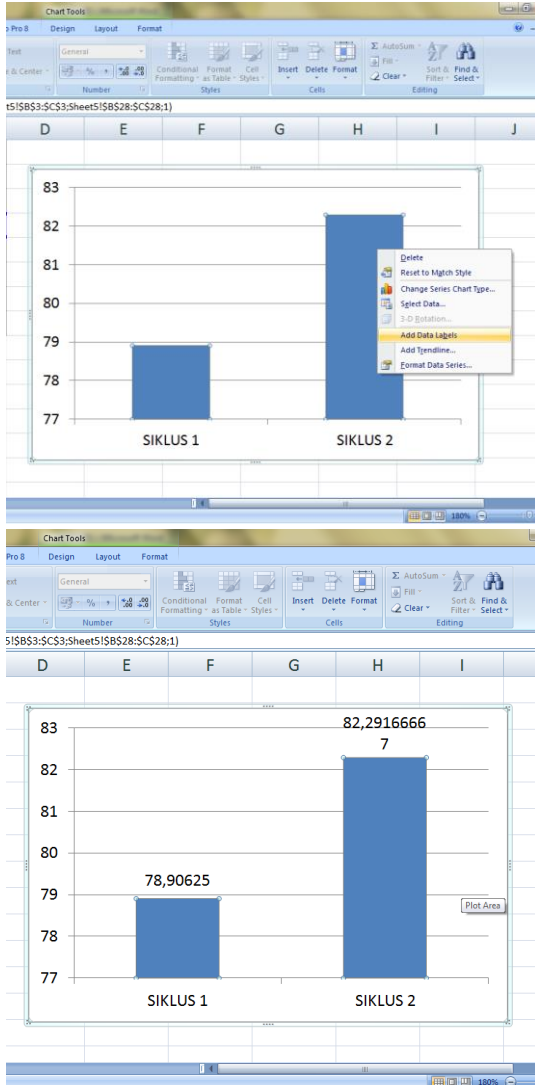 Chart Tools
Pro 8 Design Layout Format
Text General AutoSum
& Center % Conditional Formatting Format as Table Cell Styles Insert Delete Format Fill Clear Sort & Filter Find & Select
Number Styles Cells Editing
t5!$B$3:$C$3;Sheet5!$B$28:$C$28;1)
D E F G H I J
83
82
81
80
79
78
77
SIKLUS 1 SIKLUS 2
Delete
Reset to Match Style
Change Series Chart Type...
Select Data...
3-D Rotation...
Add Data Labels
Add Trendline...
Format Data Series...
180%
Chart Tools
Pro 8 Design Layout Format
ext General Σ AutoSum
& Center % Conditional Formatting Format as Table Cell Styles Insert Delete Format Fill Clear Sort & Filter Find & Select
Number Styles Cells Editing
5!$B$3:$C$3;Sheet5!$B$28:$C$28;1)
D E F G H I
83
82,2916666
7
82
81
80
78,90625
79
Plot Area
78
77
SIKLUS 1 SIKLUS 2
180%